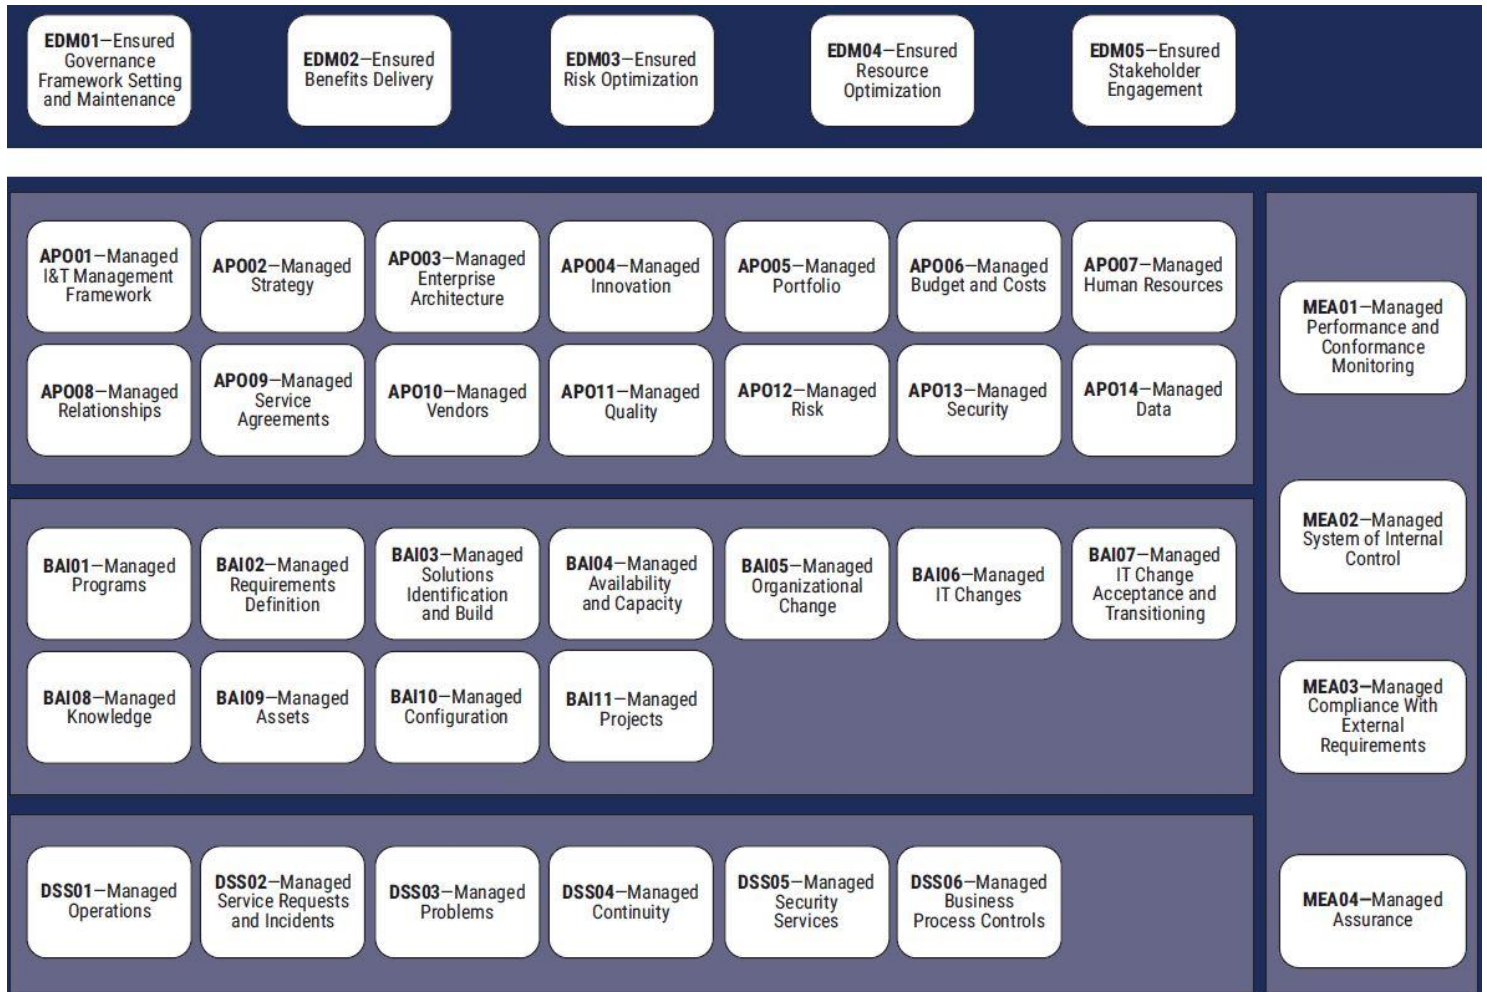 EDM01—Ensured
Governance
Framework Setting
and Maintenance
EDM02—Ensured
Benefits Delivery
EDM03—Ensured
Risk Optimization
EDM04—Ensured
Resource
Optimization
EDM05—Ensured
Stakeholder
Engagement
APO01—Managed
I&T Management
Framework
APO02—Managed
Strategy
APO03—Managed
Enterprise
Architecture
APO04—Managed
Innovation
APO05—Managed
Portfolio
APO06—Managed
Budget and Costs
APO07—Managed
Human Resources
APO08—Managed
Relationships
APO09—Managed
Service
Agreements
APO10—Managed
Vendors
APO11—Managed
Quality
APO12—Managed
Risk
APO13—Managed
Security
APO14—Managed
Data
BAI01—Managed
Programs
BAI02—Managed
Requirements
Definition
BAI03—Managed
Solutions
Identification
and Build
BAI04—Managed
Availability
and Capacity
BAI05—Managed
Organizational
Change
BAI06—Managed
IT Changes
BAI07—Managed
IT Change
Acceptance and
Transitioning
BAI08—Managed
Knowledge
BAI09—Managed
Assets
BAI10—Managed
Configuration
BAI11—Managed
Projects
DSS01—Managed
Operations
DSS02—Managed
Service Requests
and Incidents
DSS03—Managed
Problems
DSS04—Managed
Continuity
DSS05—Managed
Security
Services
DSS06—Managed
Business
Process Controls
MEA01—Managed
Performance and
Conformance
Monitoring
MEA02—Managed
System of Internal
Control
MEA03—Managed
Compliance With
External
Requirements
MEA04—Managed
Assurance